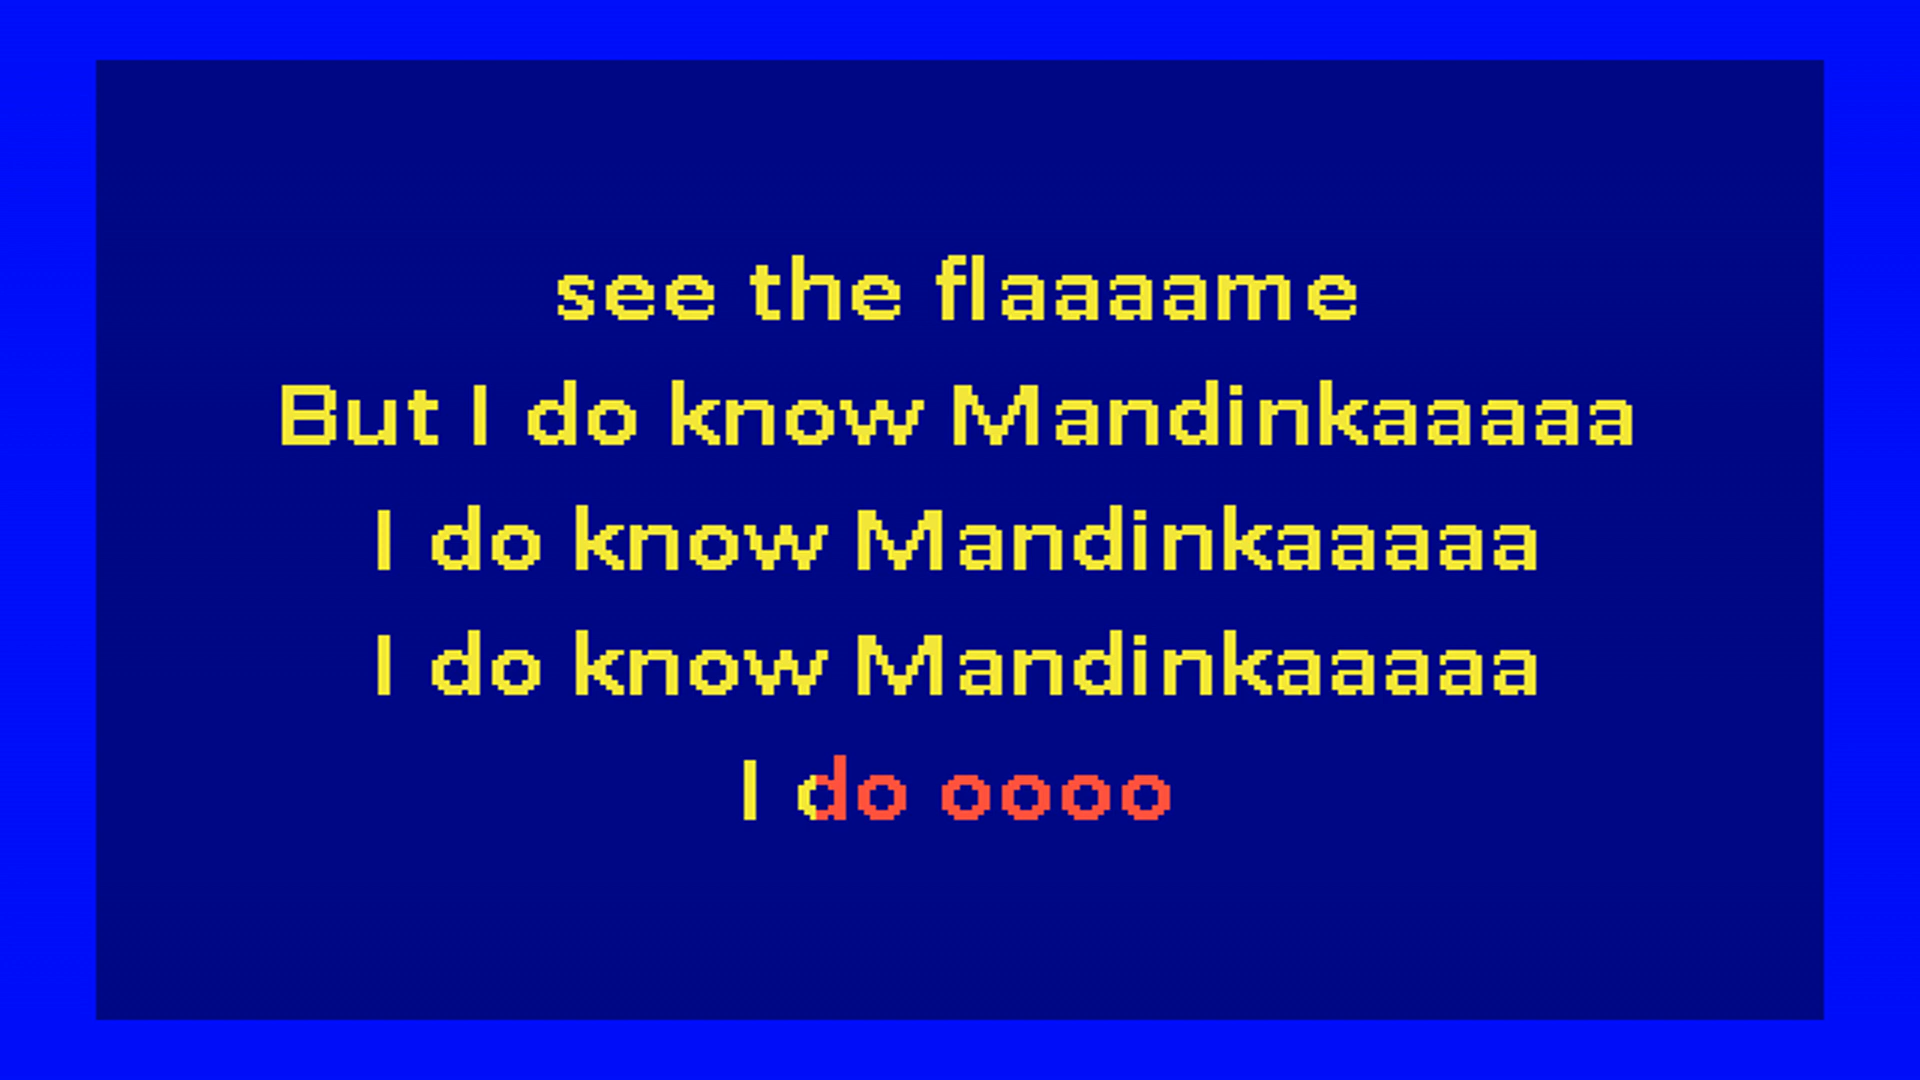 see the flaaaame
But I do know Mandinkaaaaa
I do know Mandinkaaaaa
I do know Mandinkaaaaa
I do oooo